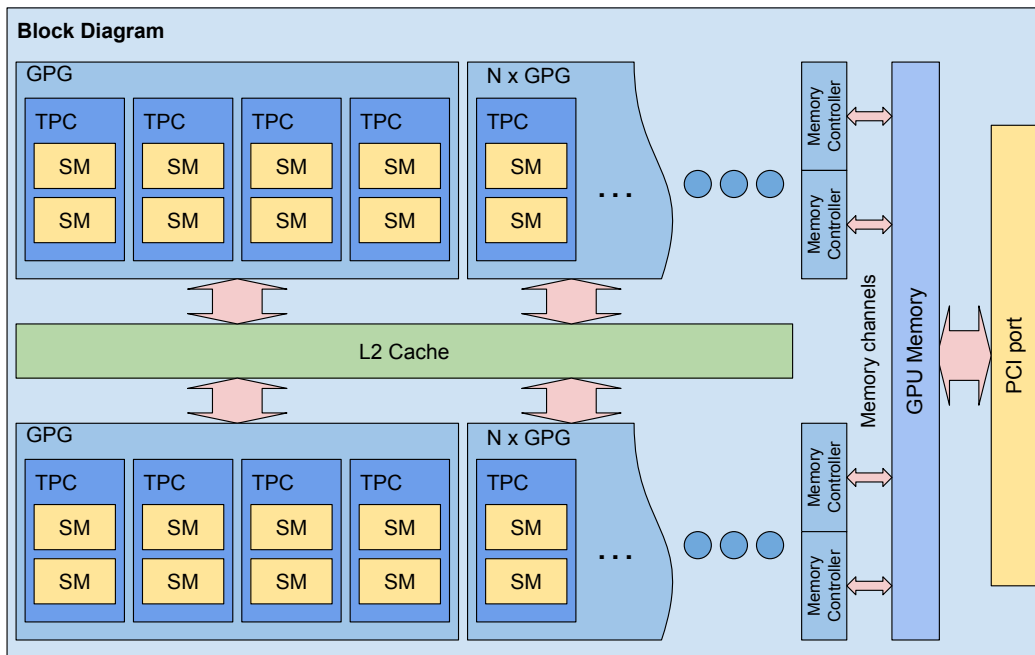 Block Diagram
GPG
TPC
SM
SM
TPC
SM
SM
TPC
SM
SM
TPC
SM
SM
N x GPG
TPC
SM
SM
...
Memory
Controller
Memory
Controller
L2 Cache
Memory channels
GPU Memory
PCI port
GPG
TPC
SM
SM
TPC
SM
SM
TPC
SM
SM
TPC
SM
SM
N x GPG
TPC
SM
SM
...
Memory
Controller
Memory
Controller